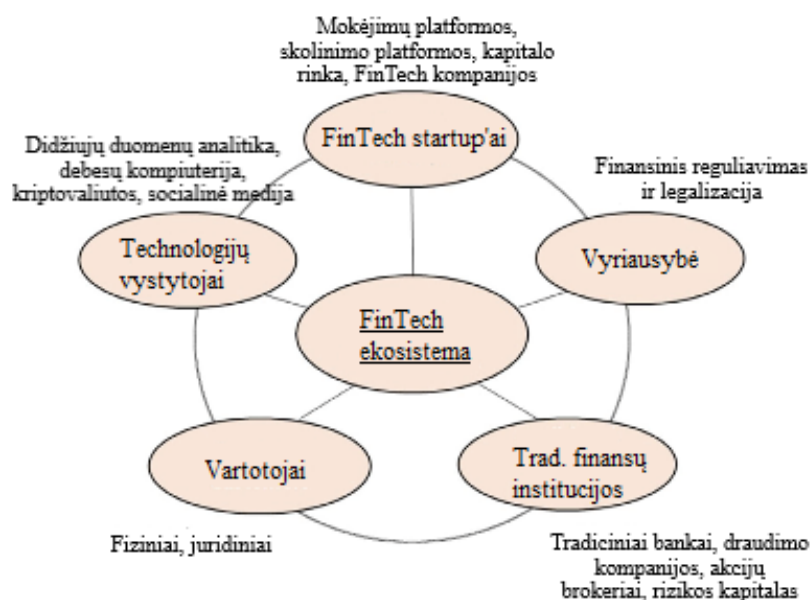 Mokėjimų platformos,
skolinimo platformos, kapitalo
rinka, FinTech kompanijos
FinTech startup'ai
Didžiųjų duomenų analitika,
debesų kompiuterija,
kriptovaliutos, socialinė medija
Finansinis reguliavimas
ir legalizacija
Technologijų
vystytojai
Vyriausybė
FinTech
ekosistema
Vartotojai
Trad. finansų
institucijos
Fiziniai, juridiniai
Tradiciniai bankai, draudimo
kompanijos, akcijų
brokeriai, rizikos kapitalas